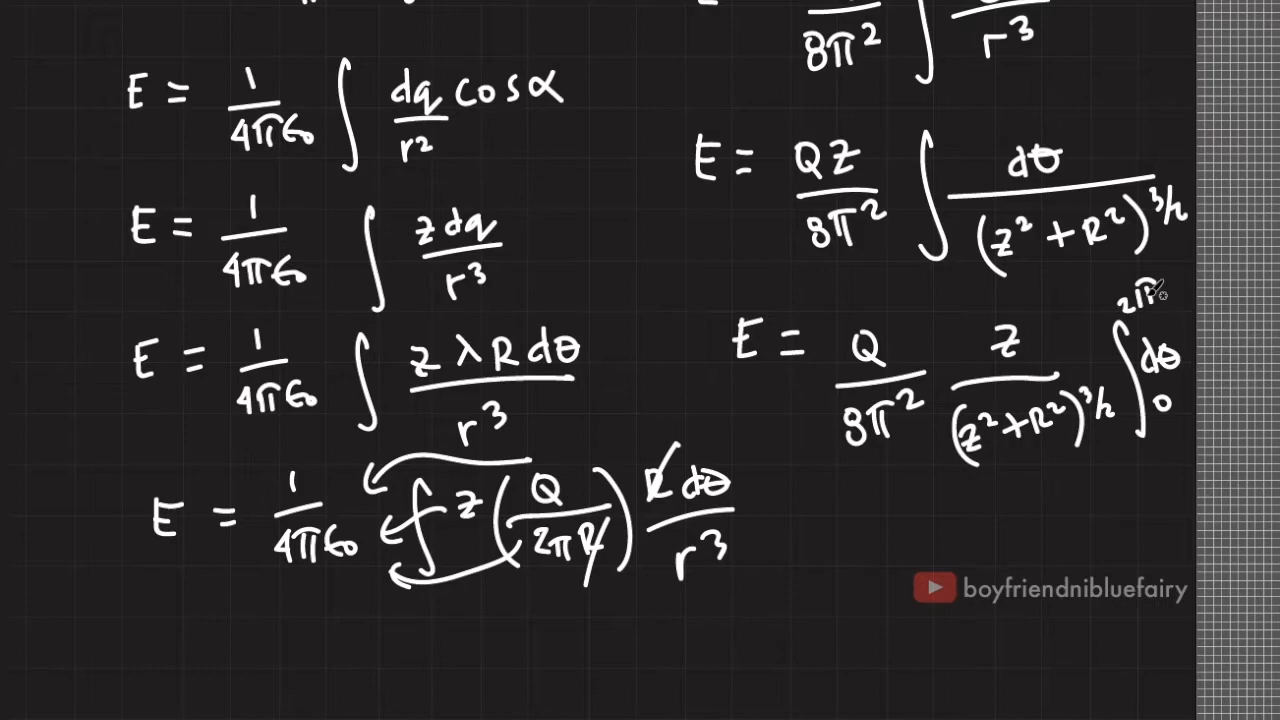 E = 1/4πϵ₀ ∫ dq/r² cos α
E = 1/4πϵ₀ ∫ z dq/r³
E = 1/4πϵ₀ ∫ z λ R dθ/r³
E = 1/4πϵ₀ ∫ z (Q/2πR) R dθ/r³
8π² ∫ r³
E = QZ/8π² ∫ dθ/(z² + R²)^3/2
E = Q/8π² Z/(z² + R²)^3/2 ∫₀^2π dθ
boyfriendnibluefairy